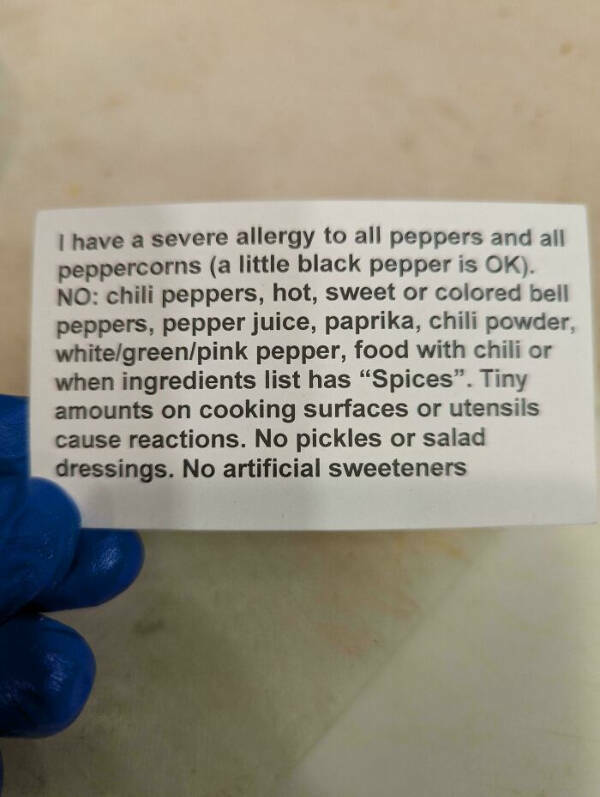 I have a severe allergy to all peppers and all
peppercorns (a little black pepper is OK).
NO: chili peppers, hot, sweet or colored bell
peppers, pepper juice, paprika, chili powder,
white/green/pink pepper, food with chili or
when ingredients list has “Spices”. Tiny
amounts on cooking surfaces or utensils
cause reactions. No pickles or salad
dressings. No artificial sweeteners